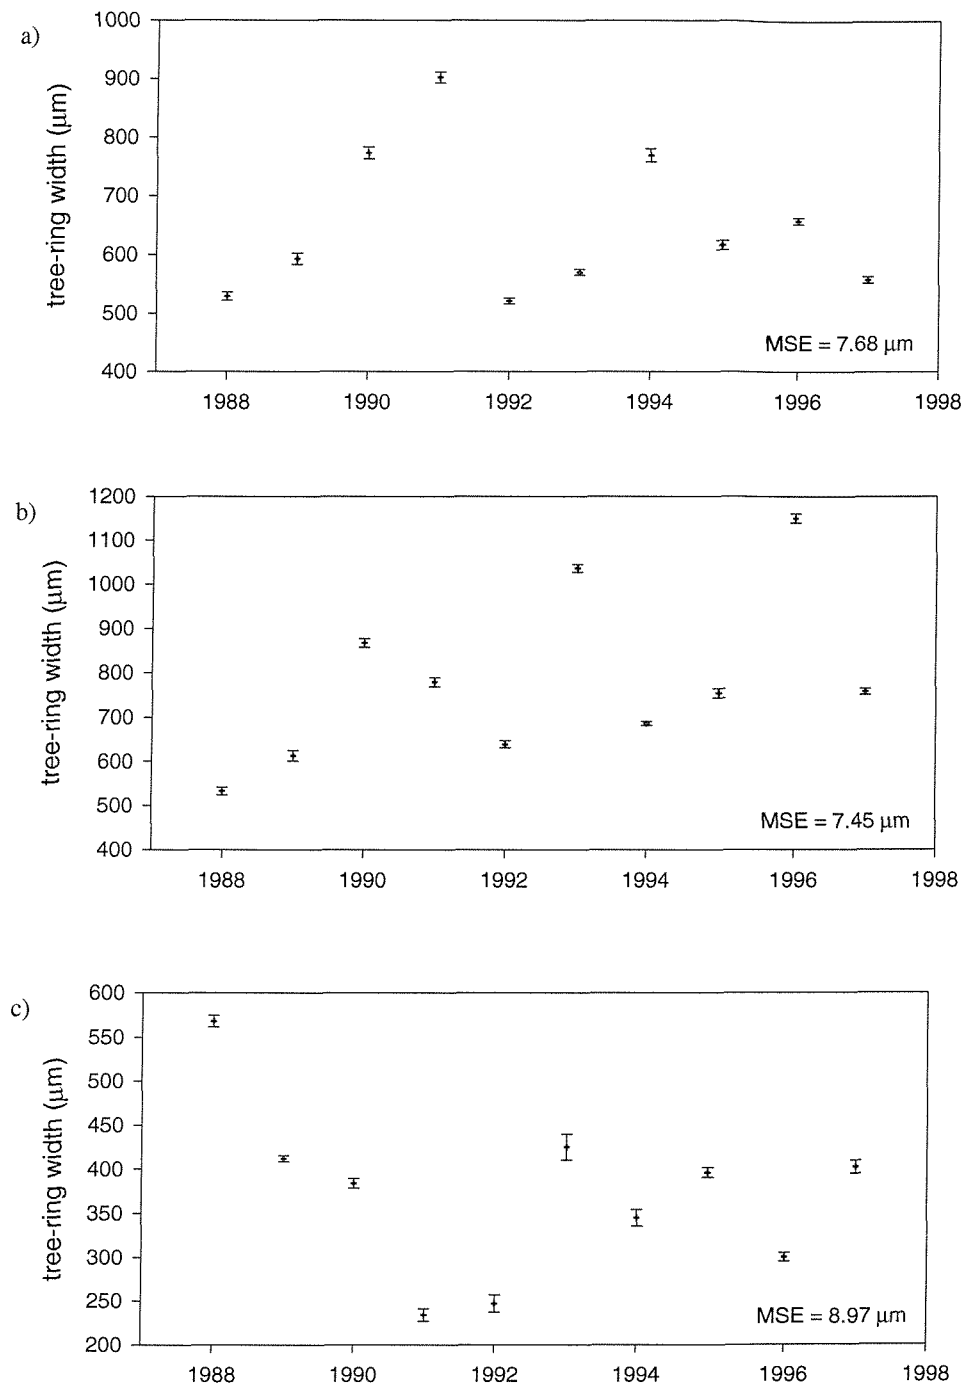 a)
tree-ring width (μm)
1000
900
800
700
600
500
400
MSE = 7.68 μm
1988 1990 1992 1994 1996 1998
b)
tree-ring width (μm)
1200
1100
1000
900
800
700
600
500
400
MSE = 7.45 μm
1988 1990 1992 1994 1996 1998
c)
tree-ring width (μm)
600
550
500
450
400
350
300
250
200
MSE = 8.97 μm
1988 1990 1992 1994 1996 1998